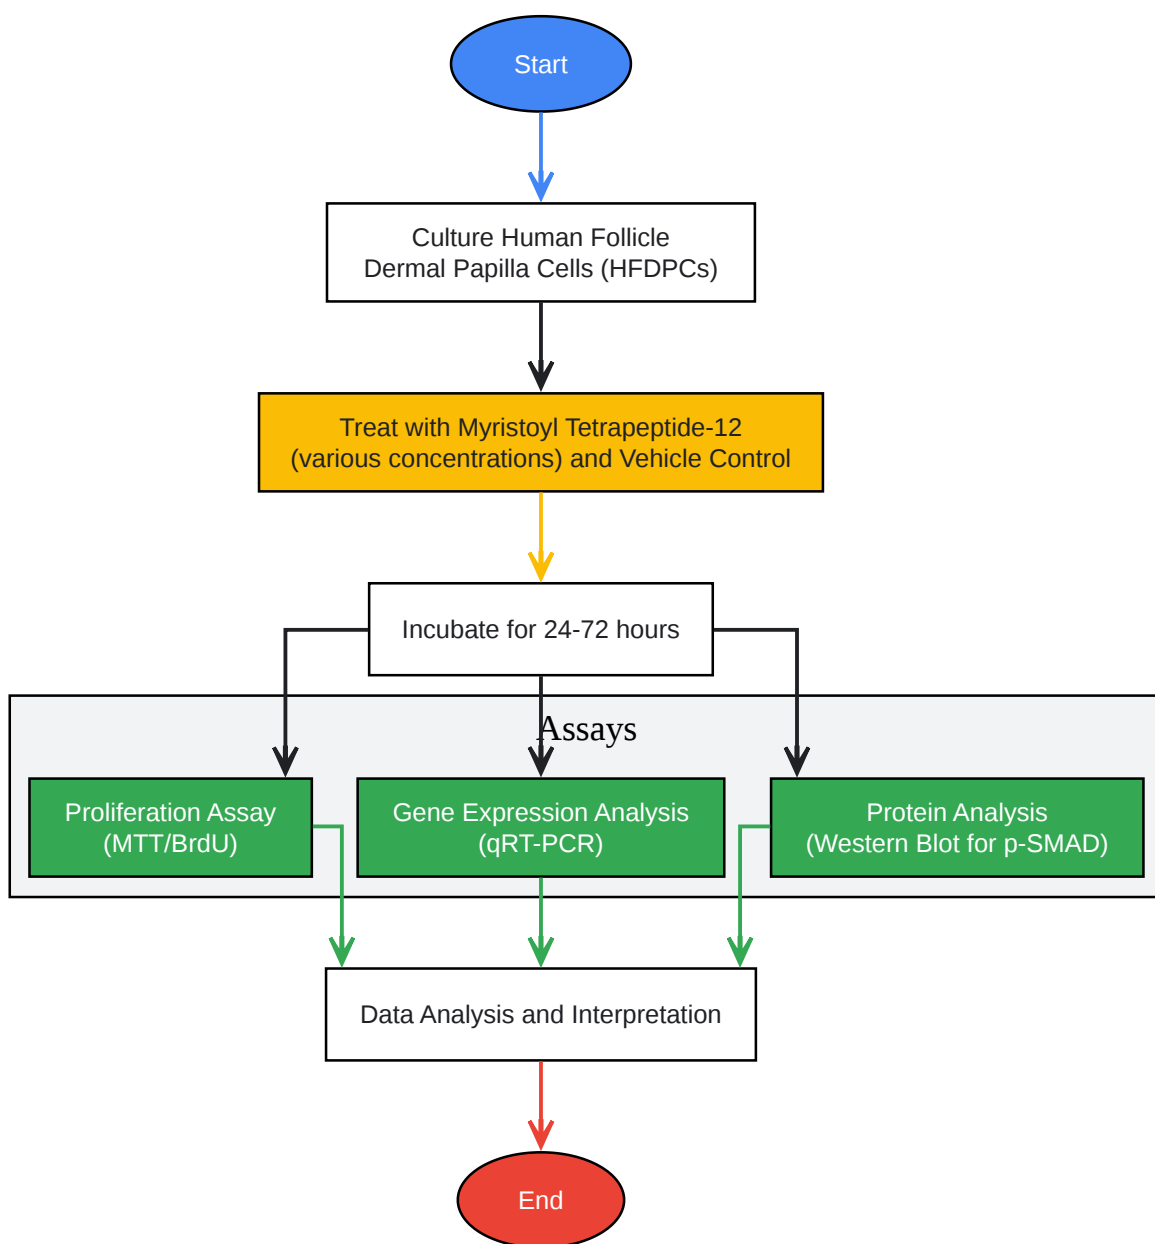 Start
Culture Human Follicle
Dermal Papilla Cells (HFDPCs)
Treat with Myristoyl Tetrapeptide-12
(various concentrations) and Vehicle Control
Incubate for 24-72 hours
Assays
Proliferation Assay
(MTT/BrdU)
Gene Expression Analysis
(qRT-PCR)
Protein Analysis
(Western Blot for p-SMAD)
Data Analysis and Interpretation
End